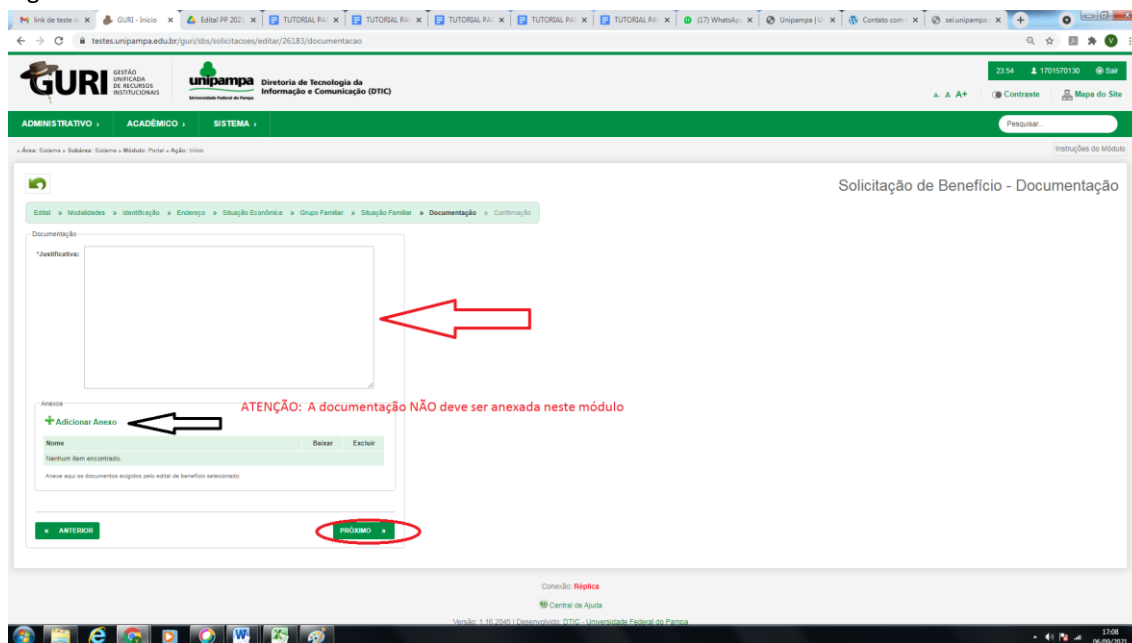 link de teste d
GURI - Início
Edital PP 202
TUTORIAL PA
TUTORIAL PA
TUTORIAL PA
TUTORIAL PA
TUTORIAL PA
(17) WhatsAp
Unipampa | U
Contato com
sei.unipampa
testes.unipampa.edu.br/guri/sbs/solicitacoes/editar/26183/documentacao
GURI
GESTÃO
UNIFICADA
DE RECURSOS
INSTITUCIONAIS
unipampa
Universidade Federal do Pampa
Diretoria de Tecnologia da
Informação e Comunicação (DTIC)
23:54 1701570130 Sair
A- A A+ Contraste Mapa do Site
ADMINISTRATIVO › ACADÊMICO › SISTEMA ›
Pesquisar...
» Área: Sistema » Subárea: Sistema » Módulo: Portal » Ação: Início
Instruções do Módulo
Solicitação de Benefício - Documentação
Edital » Modalidades » Identificação » Endereço » Situação Econômica » Grupo Familiar » Situação Familiar » Documentação » Confirmação
Documentação
*Justificativa:
Anexos
ATENÇÃO: A documentação NÃO deve ser anexada neste módulo
Adicionar Anexo
Nome Baixar Excluir
Nenhum item encontrado.
Anexe aqui os documentos exigidos pelo edital de benefício selecionado.
« ANTERIOR
PRÓXIMO »
Conexão: Réplica
Central de Ajuda
Versão: 1.16.2945 | Desenvolvido: DTIC - Universidade Federal do Pampa
17:08
06/09/2021